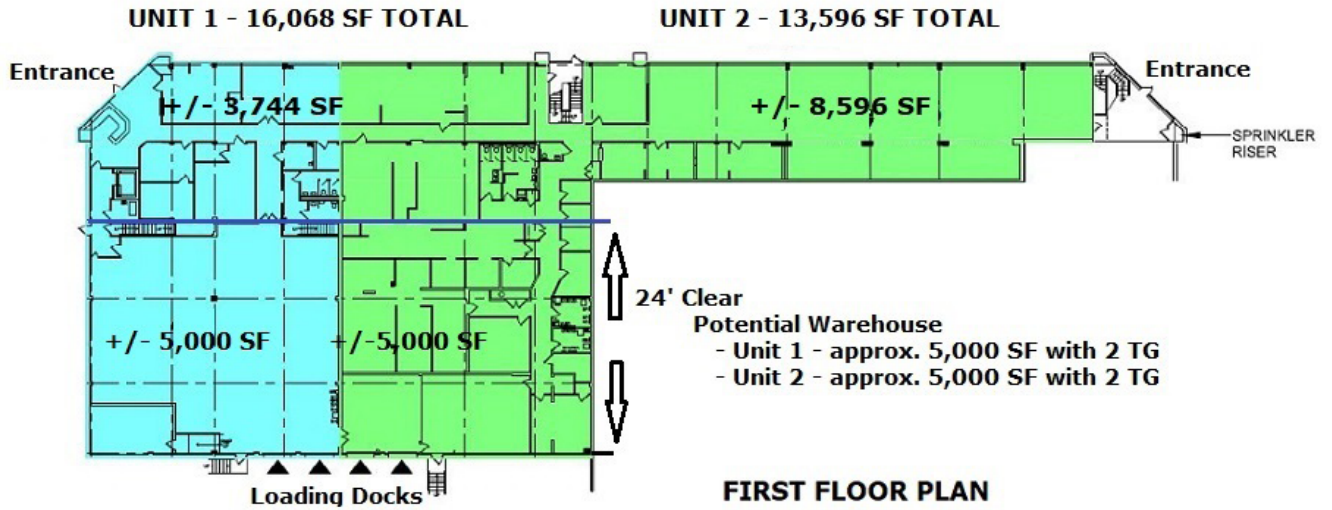 UNIT 1 - 16,068 SF TOTAL
UNIT 2 - 13,596 SF TOTAL
Entrance
Entrance
+/- 3,744 SF
+/- 8,596 SF
SPRINKLER
RISER
24' Clear
Potential Warehouse
- Unit 1 - approx. 5,000 SF with 2 TG
- Unit 2 - approx. 5,000 SF with 2 TG
+/- 5,000 SF
+/-5,000 SF
Loading Docks
FIRST FLOOR PLAN